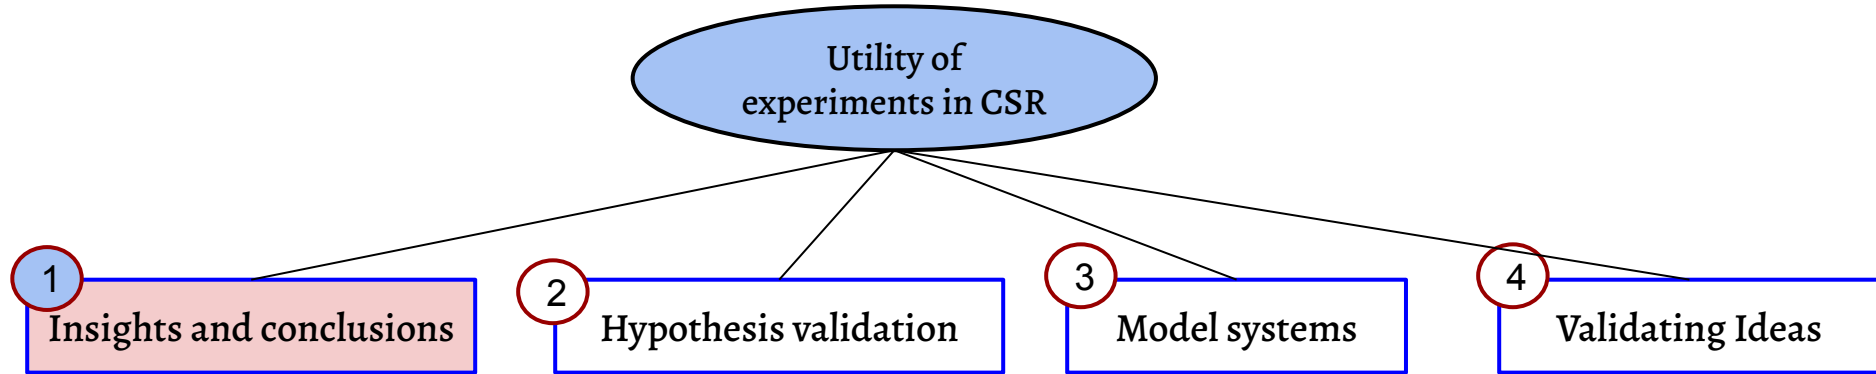 Utility of
experiments in CSR
1
Insights and conclusions
2
Hypothesis validation
3
Model systems
4
Validating Ideas